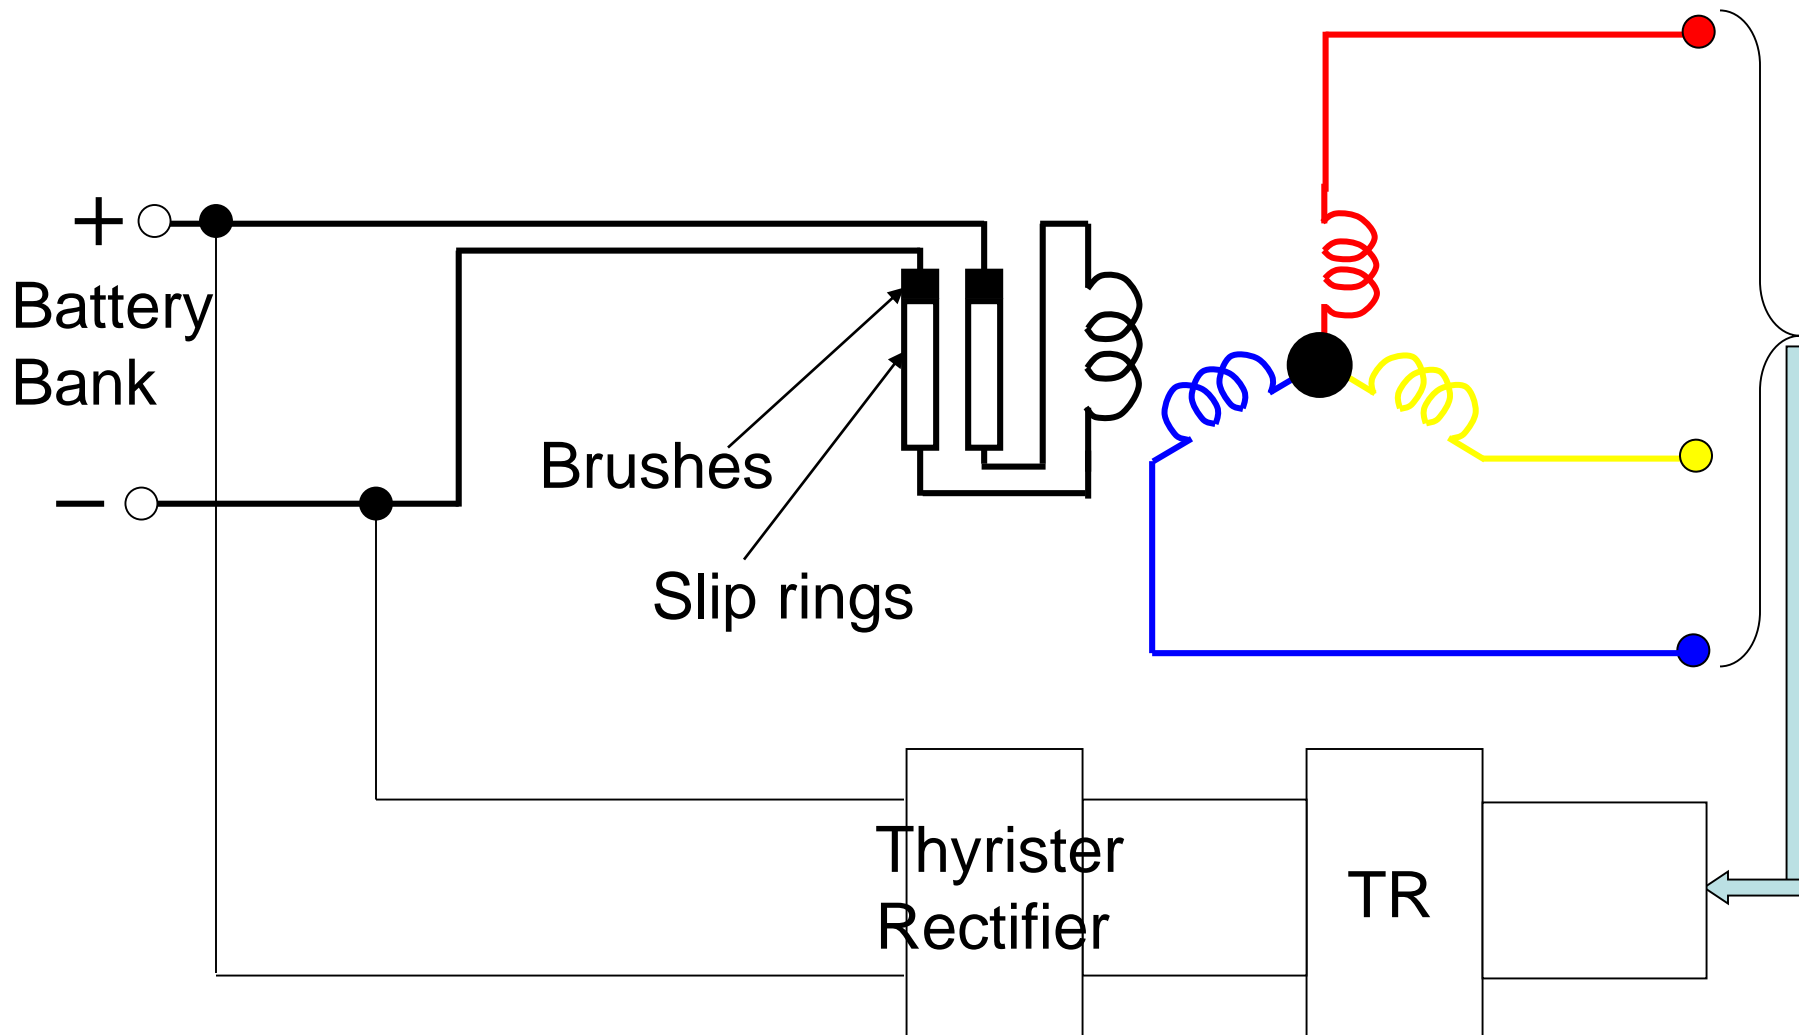 +
Battery
Bank
−
Brushes
Slip rings
Thyrister
Rectifier
TR